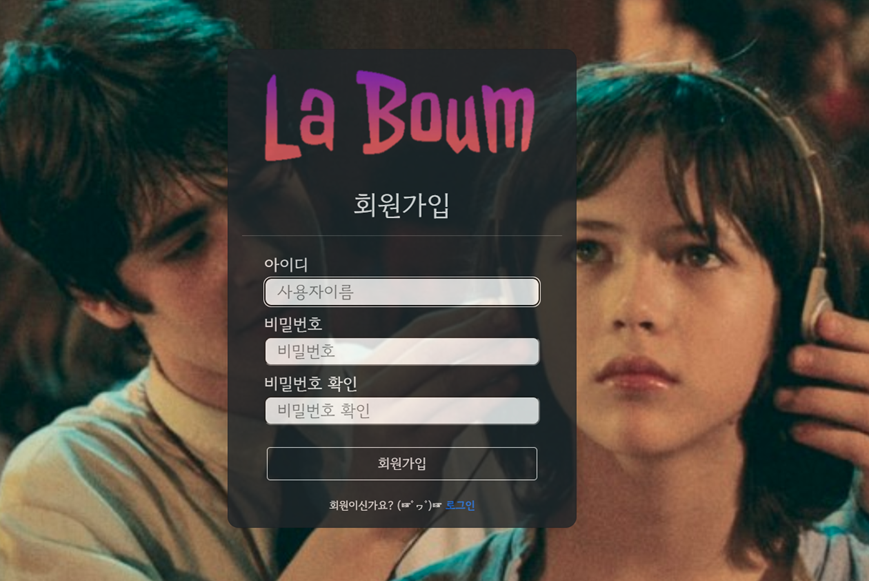 La Boum
회원가입
아이디
사용자이름
비밀번호
비밀번호
비밀번호 확인
비밀번호 확인
회원가입
회원이신가요? (☞ﾟヮﾟ)☞ 로그인